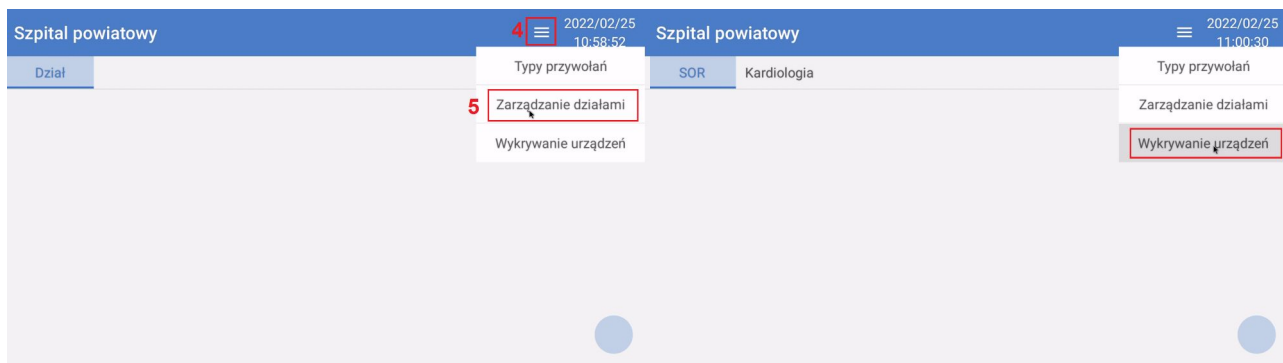 Szpital powiatowy
4
2022/02/25
10:58:52
Dział
Typy przywołań
5 Zarządzanie działami
Wykrywanie urządzeń
Szpital powiatowy
2022/02/25
11:00:30
SOR Kardiologia
Typy przywołań
Zarządzanie działami
Wykrywanie urządzeń